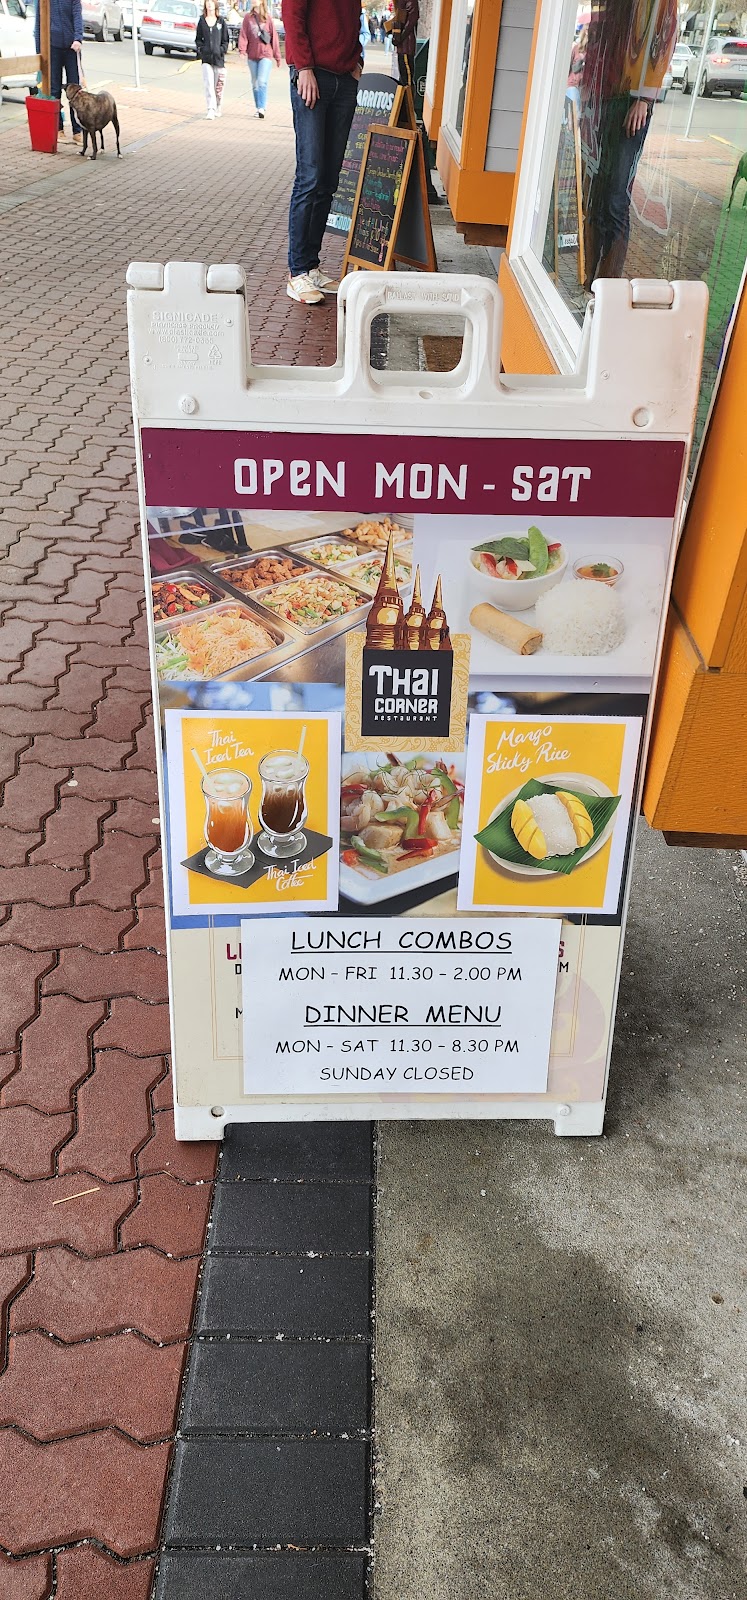 ARRITOS
SIGNICADE
OPEN MON - SAT
THAI
CORNER
RESTAURANT
Thai
Iced Tea
Thai Iced
Coffee
Mango
Sticky Rice
LUNCH COMBOS
MON - FRI 11.30 - 2.00 PM
DINNER MENU
MON - SAT 11.30 - 8.30 PM
SUNDAY CLOSED